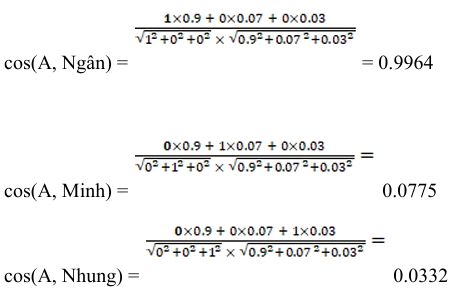 cos(A, Ngân) = (1×0.9 + 0×0.07 + 0×0.03) / (√(1²+0²+0²) × √(0.9²+0.07²+0.03²)) = 0.9964
cos(A, Minh) = (0×0.9 + 1×0.07 + 0×0.03) / (√(0²+1²+0²) × √(0.9²+0.07²+0.03²)) = 0.0775
cos(A, Nhung) = (0×0.9 + 0×0.07 + 1×0.03) / (√(0²+0²+1²) × √(0.9²+0.07²+0.03²)) = 0.0332